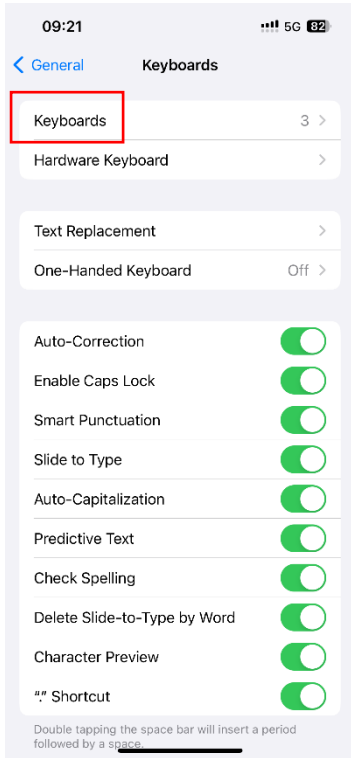 09:21 5G 82
General Keyboards
Keyboards 3
Hardware Keyboard
Text Replacement
One-Handed Keyboard Off
Auto-Correction
Enable Caps Lock
Smart Punctuation
Slide to Type
Auto-Capitalization
Predictive Text
Check Spelling
Delete Slide-to-Type by Word
Character Preview
“.” Shortcut
Double tapping the space bar will insert a period
followed by a space.